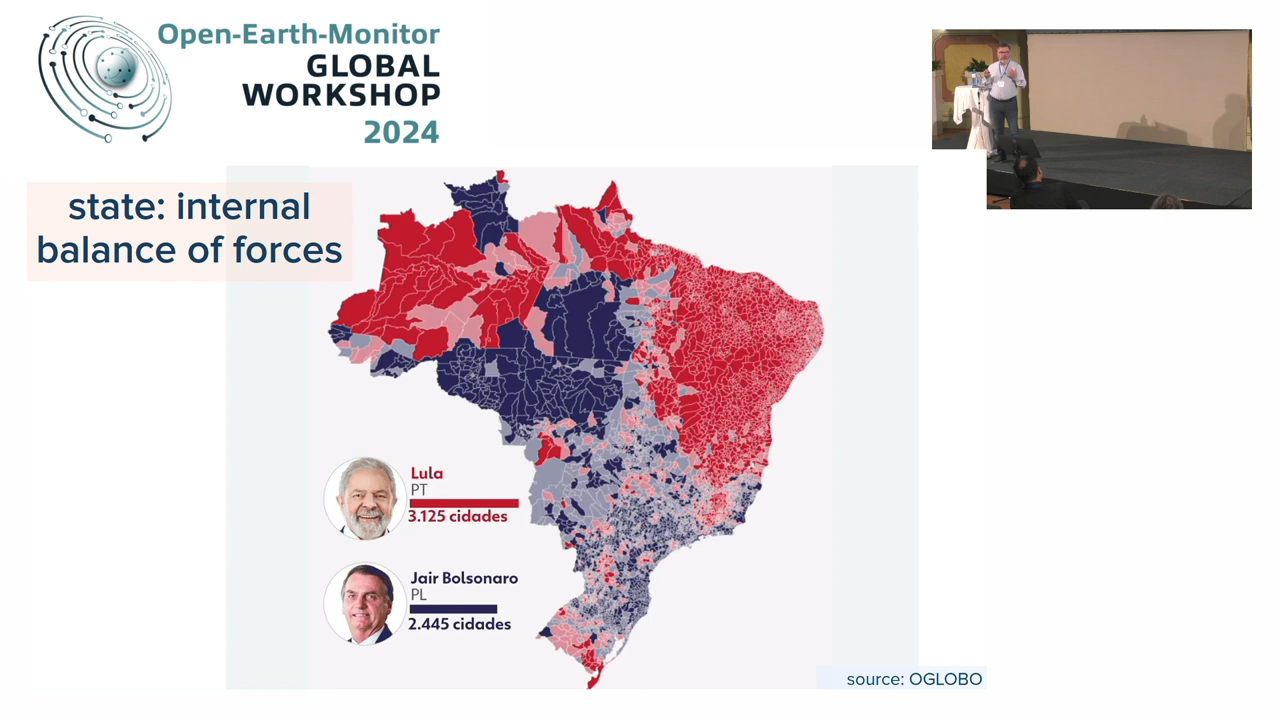 Open-Earth-Monitor
GLOBAL
WORKSHOP
2024
state: internal
balance of forces
Lula
PT
3.125 cidades
Jair Bolsonaro
PL
2.445 cidades
source: OGLOBO